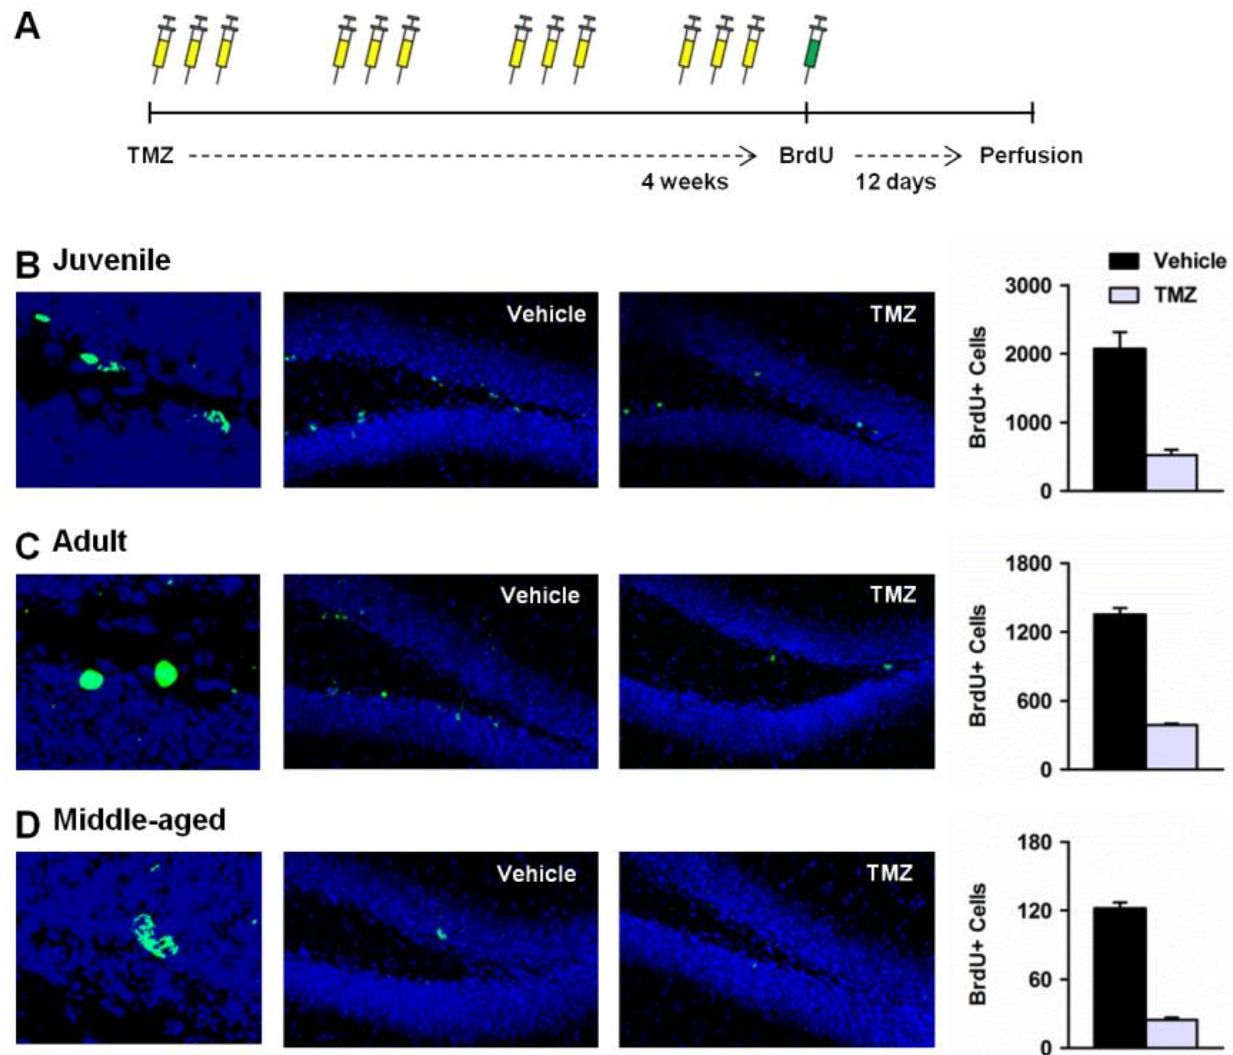 A
TMZ
BrdU
Perfusion
4 weeks
12 days
B Juvenile
Vehicle
TMZ
Vehicle
TMZ
3000
2000
1000
0
BrdU+ Cells
C Adult
Vehicle
TMZ
1800
1200
600
0
BrdU+ Cells
D Middle-aged
Vehicle
TMZ
180
120
60
0
BrdU+ Cells